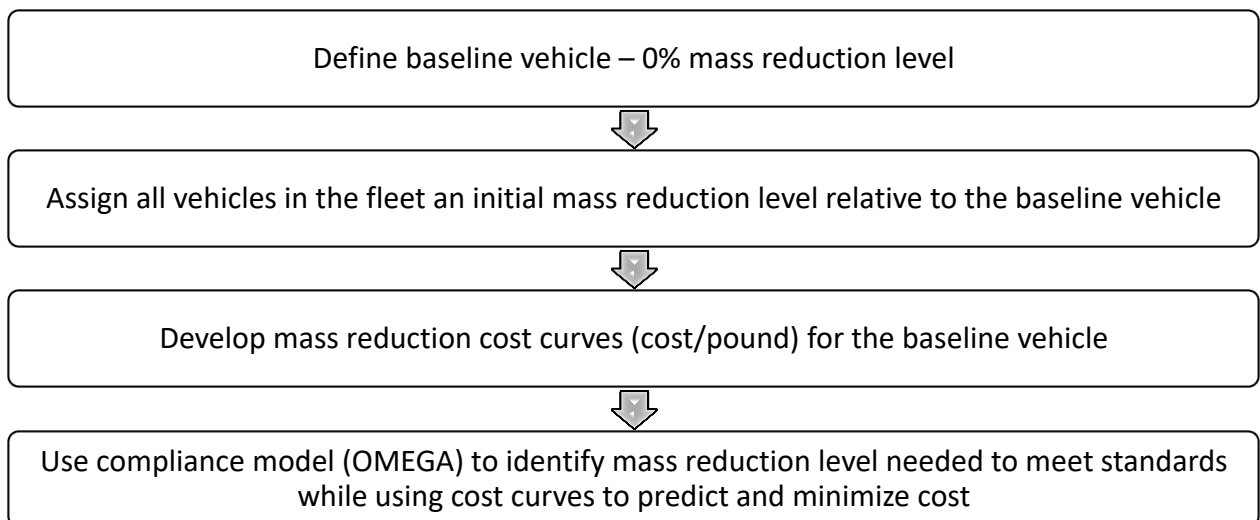 Define baseline vehicle – 0% mass reduction level
Assign all vehicles in the fleet an initial mass reduction level relative to the baseline vehicle
Develop mass reduction cost curves (cost/pound) for the baseline vehicle
Use compliance model (OMEGA) to identify mass reduction level needed to meet standards
while using cost curves to predict and minimize cost